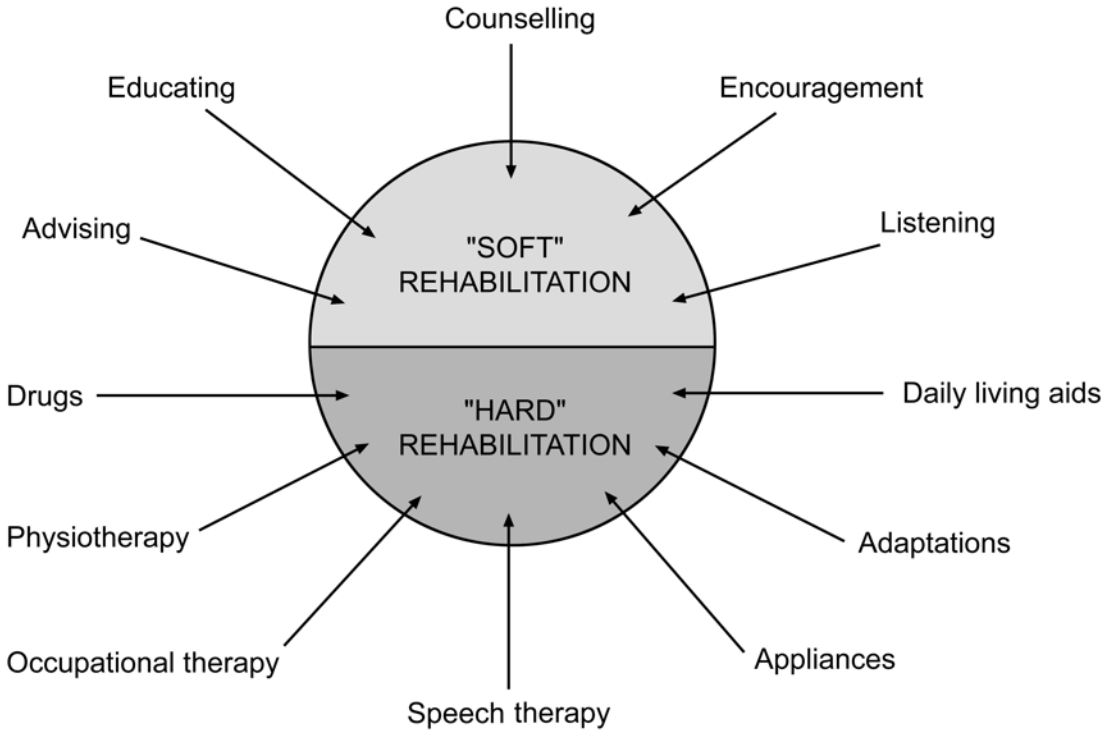 Counselling
Educating
Encouragement
Advising
Listening
"SOFT"
REHABILITATION
Drugs
"HARD"
REHABILITATION
Daily living aids
Physiotherapy
Adaptations
Occupational therapy
Appliances
Speech therapy